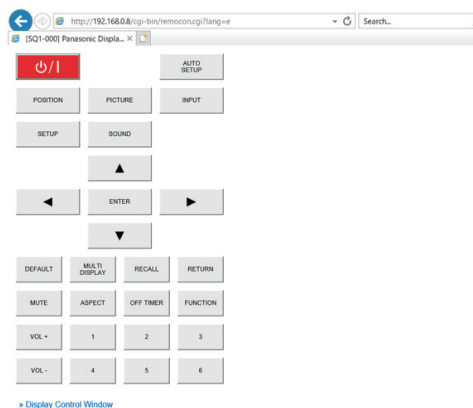 http://192.168.0.8/cgi-bin/remocon.cgi?lang=e
Search...
[SQ1-000] Panasonic Displa...
AUTO
SETUP
POSITION PICTURE INPUT
SETUP SOUND
ENTER
DEFAULT MULTI DISPLAY RECALL RETURN
MUTE ASPECT OFF TIMER FUNCTION
VOL + 1 2 3
VOL - 4 5 6
» Display Control Window